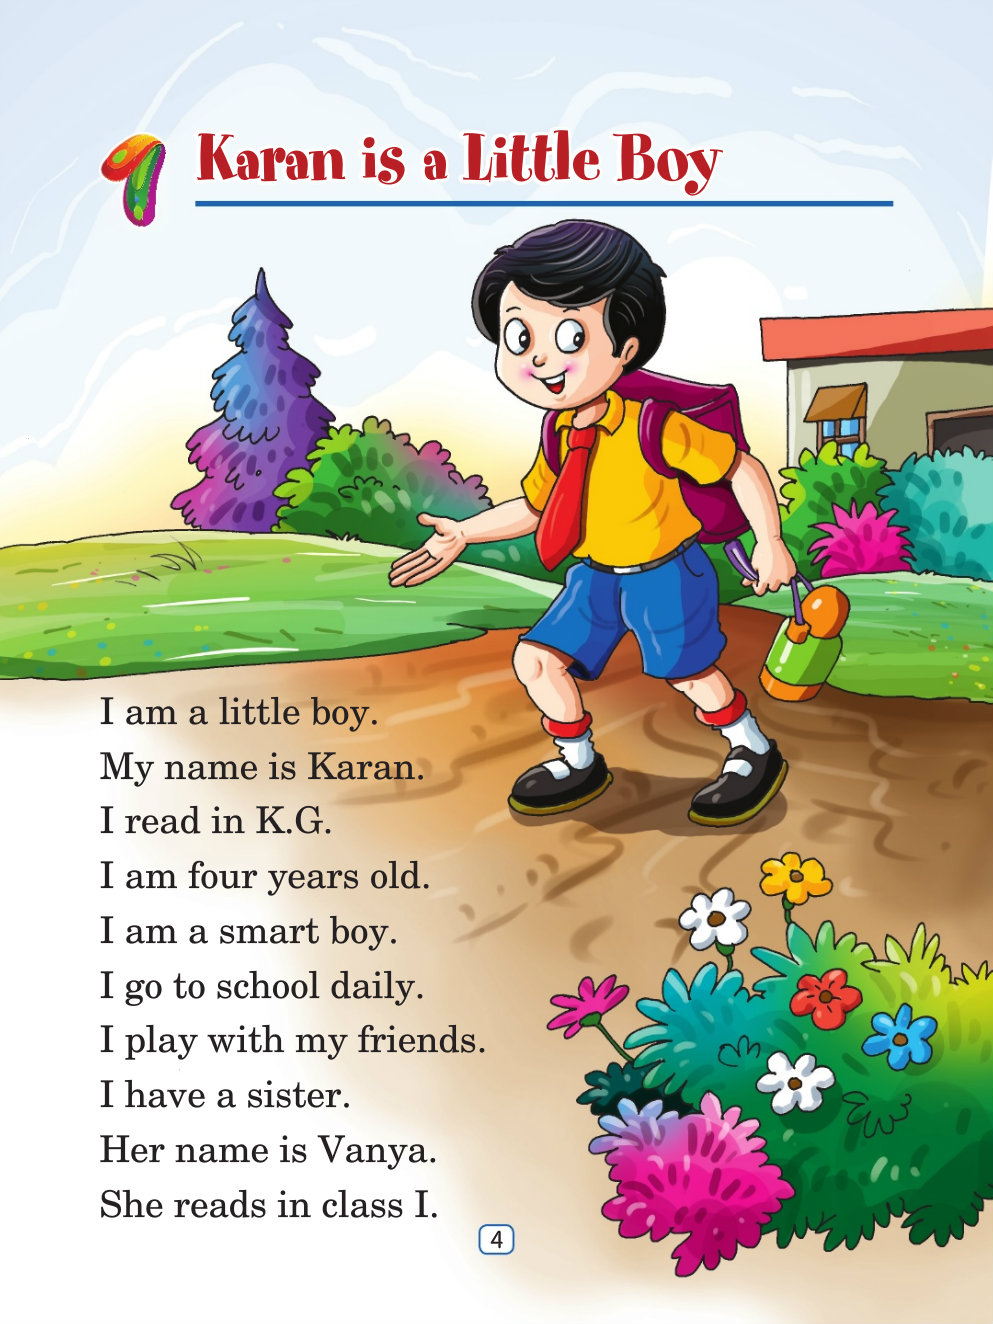 १ Karan is a Little Boy
I am a little boy.
My name is Karan.
I read in K.G.
I am four years old.
I am a smart boy.
I go to school daily.
I play with my friends.
I have a sister.
Her name is Vanya.
She reads in class I.
4